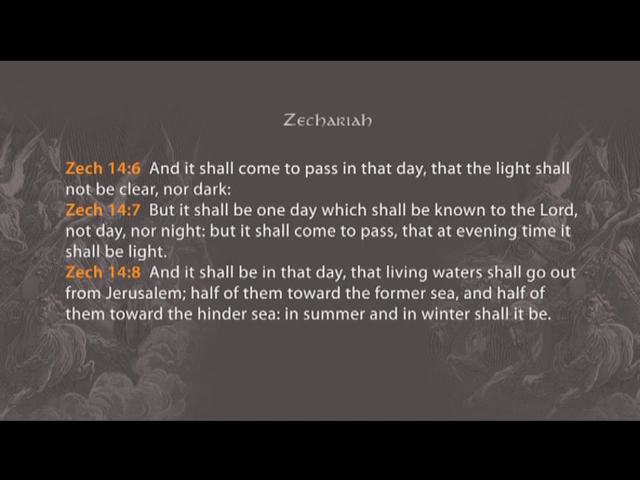 Zechariah
Zech 14:6 And it shall come to pass in that day, that the light shall
not be clear, nor dark:
Zech 14:7 But it shall be one day which shall be known to the Lord,
not day, nor night: but it shall come to pass, that at evening time it
shall be light.
Zech 14:8 And it shall be in that day, that living waters shall go out
from Jerusalem; half of them toward the former sea, and half of
them toward the hinder sea: in summer and in winter shall it be.